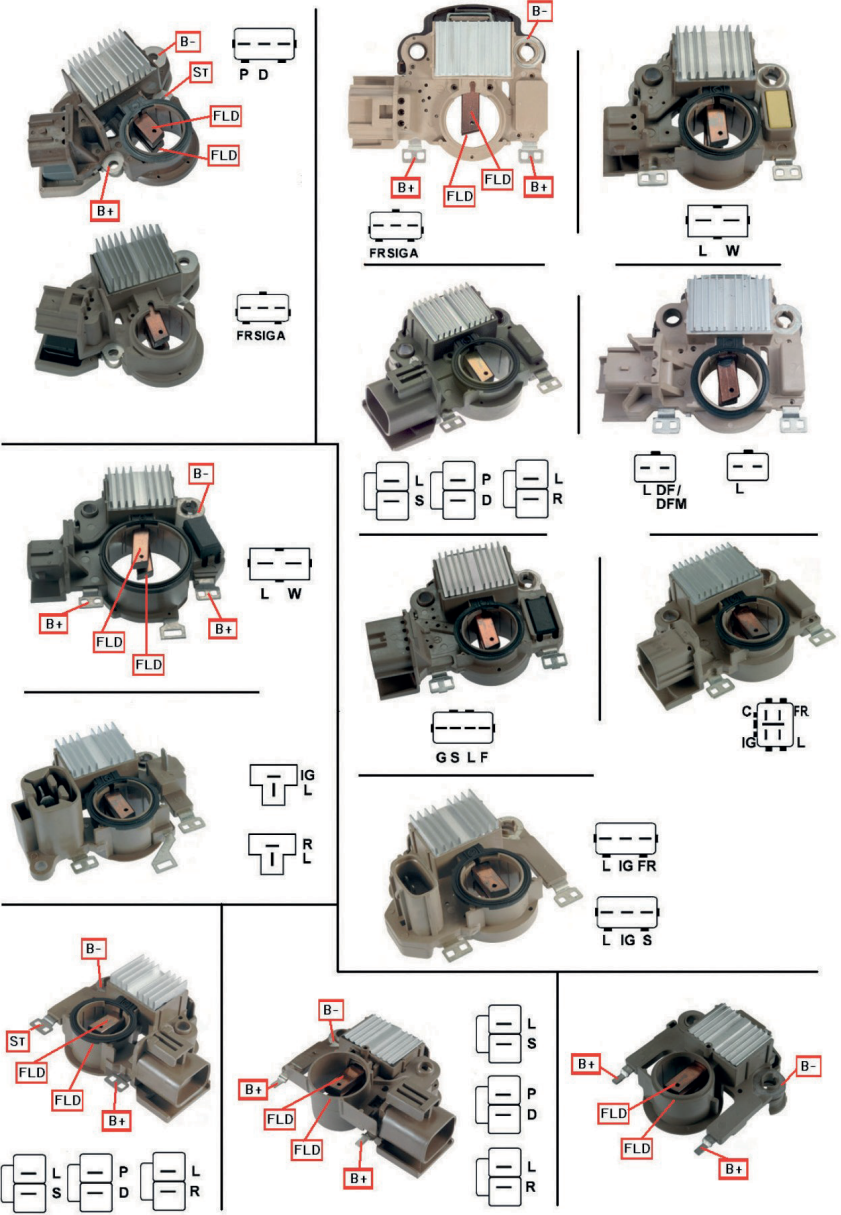 B-
P D
ST
FLD
FLD
B+
FRSIGA
B-
B+
FLD
FLD
B+
FRSIGA
L W
L
S
P
D
L
R
L DF/
DFM
L
B-
L W
B+
B+
FLD
FLD
G S L F
C FR
IG L
IG
L
R
L
L IG FR
L IG S
B-
ST
FLD
FLD
B+
L
S
P
D
L
R
B-
B+
FLD
FLD
B+
L
S
P
D
L
R
B+
B-
FLD
FLD
B+